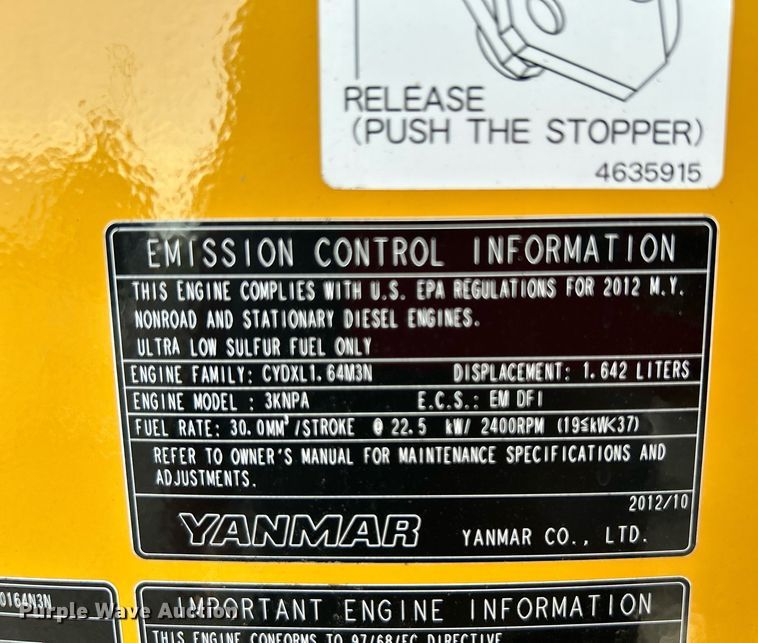 RELEASE
(PUSH THE STOPPER)
4635915
EMISSION CONTROL INFORMATION
THIS ENGINE COMPLIES WITH U.S. EPA REGULATIONS FOR 2012 M.Y.
NONROAD AND STATIONARY DIESEL ENGINES.
ULTRA LOW SULFUR FUEL ONLY
ENGINE FAMILY: CYDXL1.64M3N DISPLACEMENT: 1.642 LITERS
ENGINE MODEL : 3KNPA E.C.S.: EM DFI
FUEL RATE: 30.0MM³/STROKE @ 22.5 kW/ 2400RPM (19≤kW<37)
REFER TO OWNER'S MANUAL FOR MAINTENANCE SPECIFICATIONS AND
ADJUSTMENTS.
2012/10
YANMAR YANMAR CO., LTD.
0164N3N
Purple Wave Auction
IMPORTANT ENGINE INFORMATION
THIS ENGINE CONFORMS TO 97/68/EC DIRECTIVE